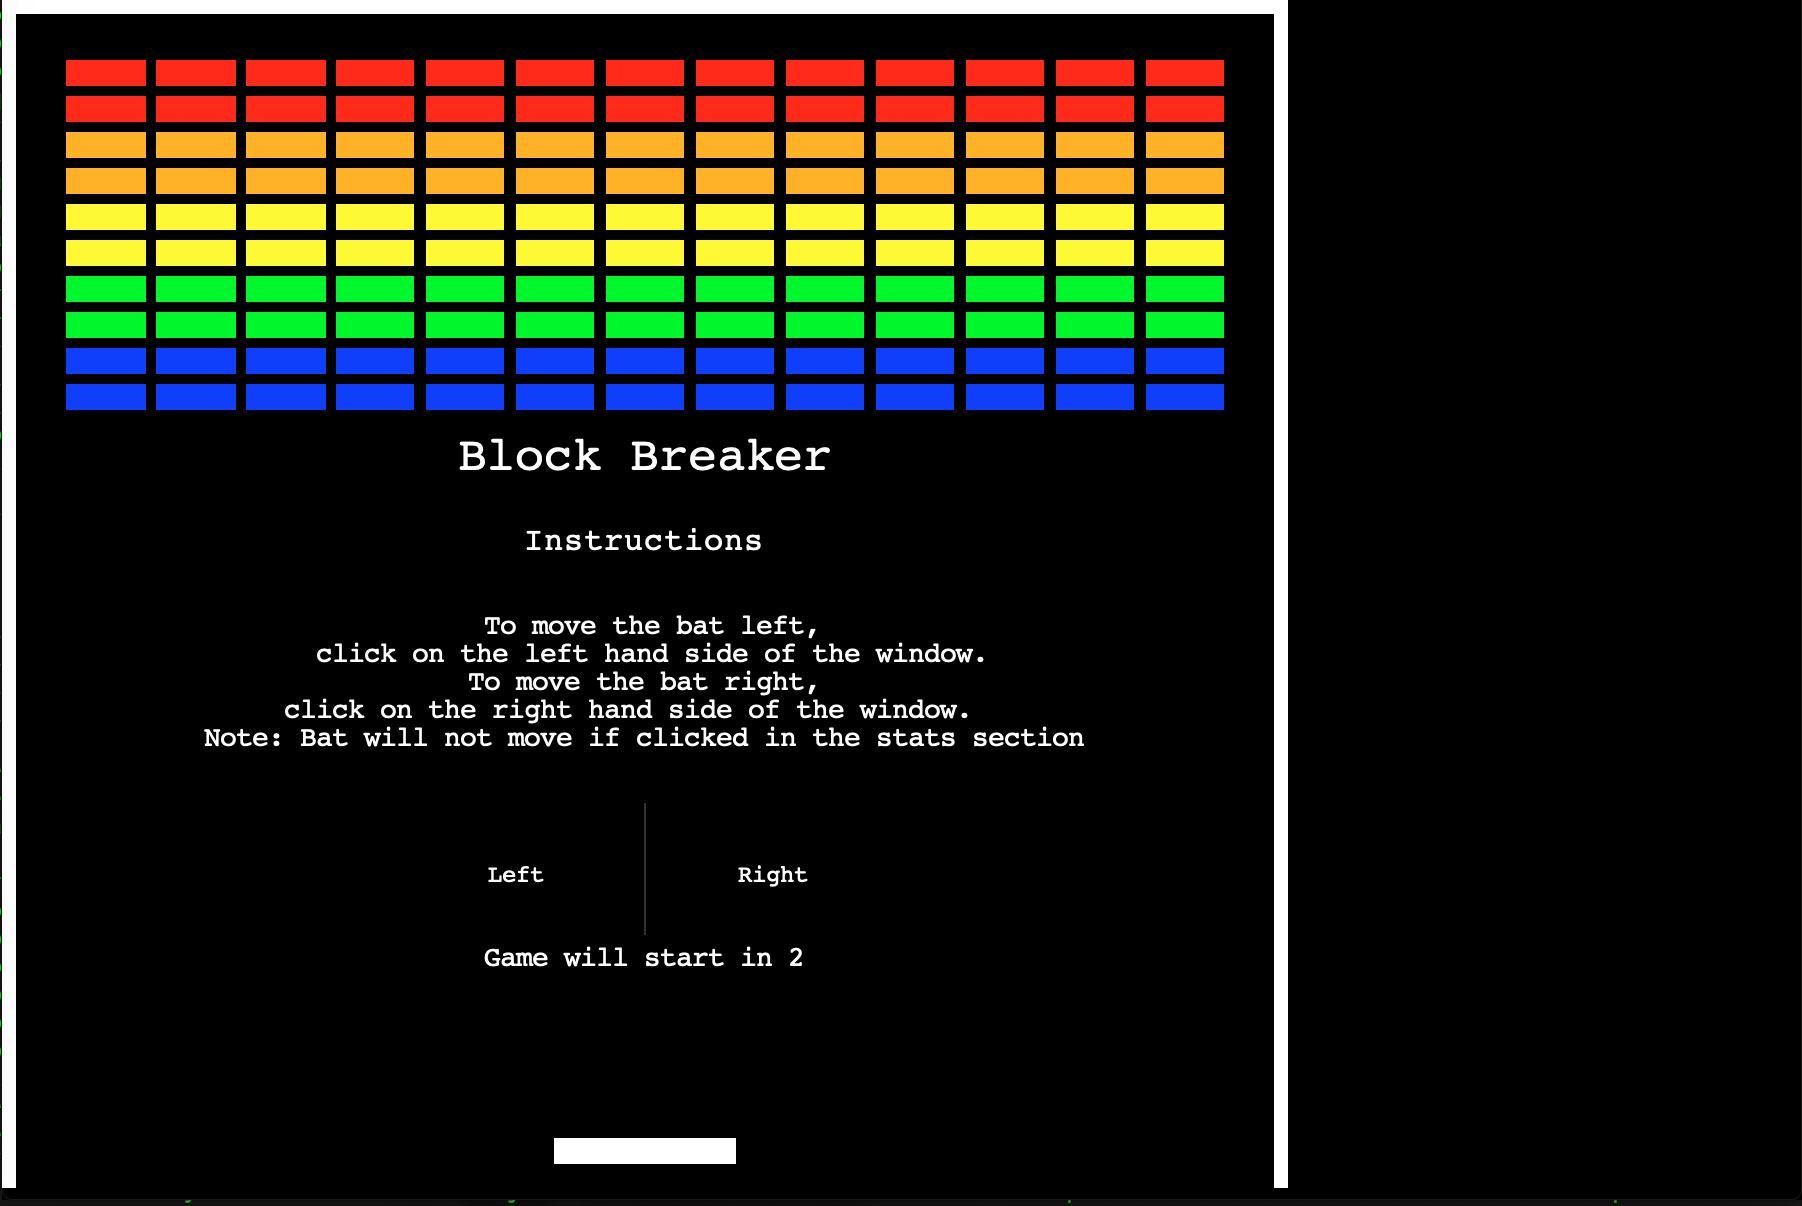 Block Breaker
Instructions
To move the bat left,
click on the left hand side of the window.
To move the bat right,
click on the right hand side of the window.
Note: Bat will not move if clicked in the stats section
Left Right
Game will start in 2